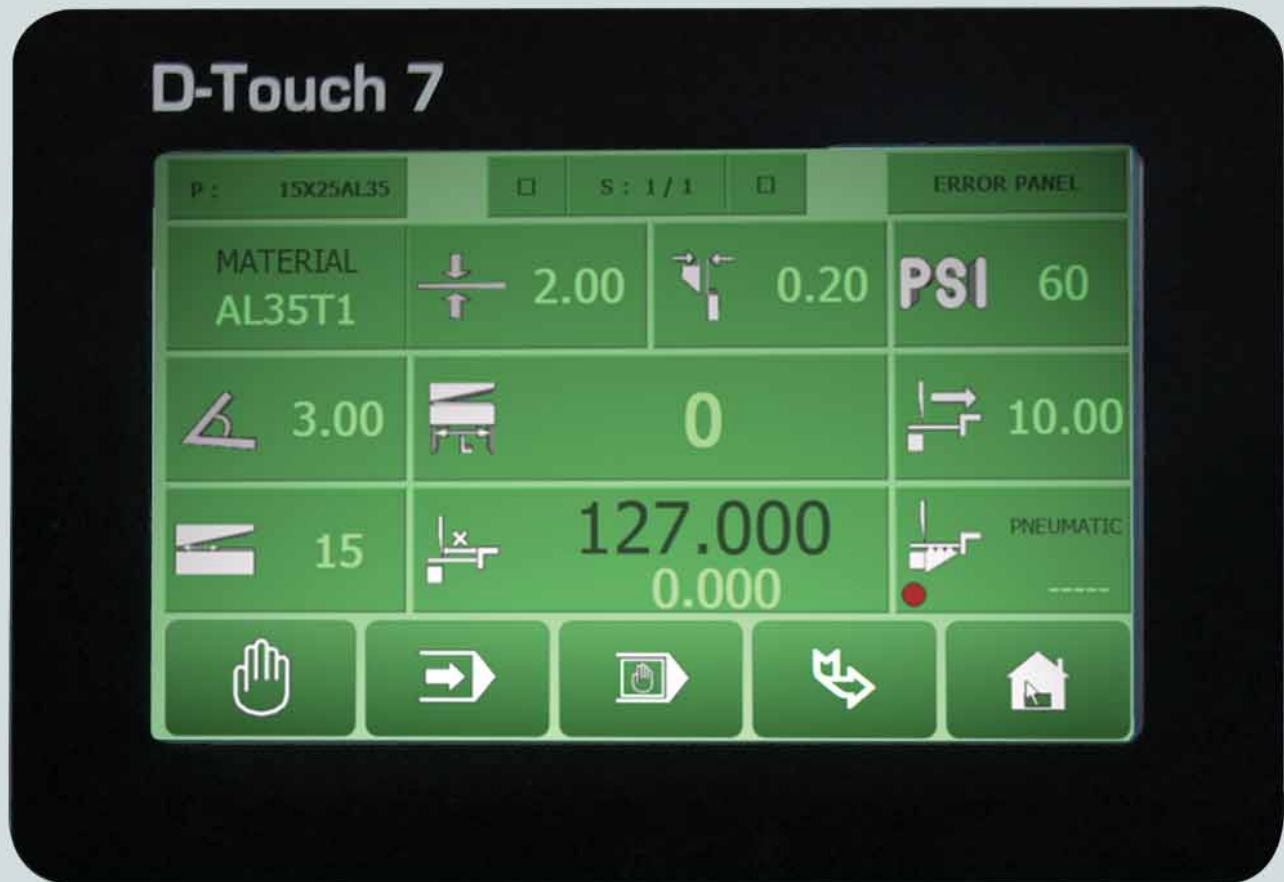 D-Touch 7
P : 15X25AL35
S : 1 / 1
ERROR PANEL
MATERIAL
AL35T1
2.00
0.20
PSI 60
3.00
L
0
10.00
15
X
127.000
0.000
PNEUMATIC
-----